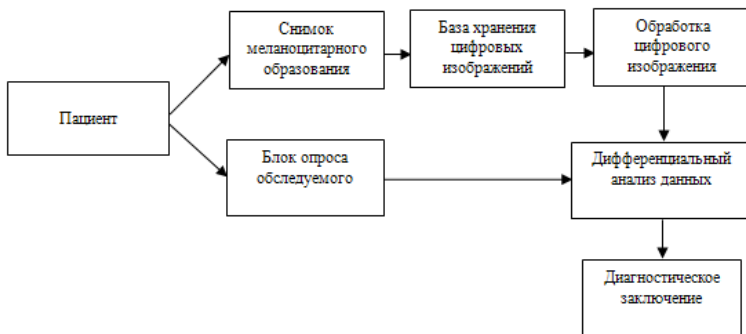 Снимок
меланоцитарного
образования
База хранения
цифровых
изображений
Обработка
цифрового
изображения
Пациент
Блок опроса
обследуемого
Дифференциальный
анализ данных
Диагностическое
заключение